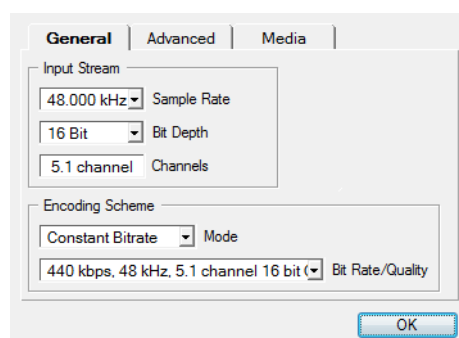 General Advanced Media
Input Stream
48.000 kHz Sample Rate
16 Bit Bit Depth
5.1 channel Channels
Encoding Scheme
Constant Bitrate Mode
440 kbps, 48 kHz, 5.1 channel 16 bit ( Bit Rate/Quality
OK